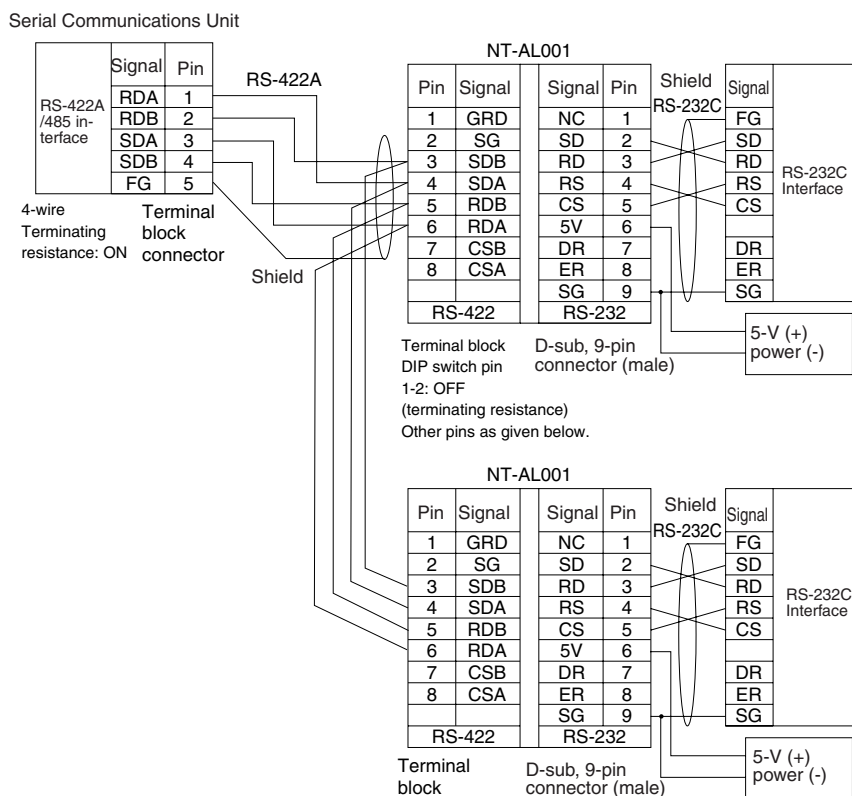 Serial Communications Unit
RS-422A
/485 in-
terface
Signal Pin
RDA 1
RDB 2
SDA 3
SDB 4
FG 5
4-wire
Terminating
resistance: ON
Terminal
block
connector
RS-422A
Shield
NT-AL001
Pin Signal Signal Pin
1 GRD NC 1
2 SG SD 2
3 SDB RD 3
4 SDA RS 4
5 RDB CS 5
6 RDA 5V 6
7 CSB DR 7
8 CSA ER 8
SG 9
RS-422 RS-232
Shield
RS-232C
Signal
FG
SD
RD
RS
CS
DR
ER
SG
RS-232C
Interface
5-V (+)
power (-)
Terminal block
DIP switch pin
1-2: OFF
(terminating resistance)
Other pins as given below.
D-sub, 9-pin
connector (male)
NT-AL001
Pin Signal Signal Pin
1 GRD NC 1
2 SG SD 2
3 SDB RD 3
4 SDA RS 4
5 RDB CS 5
6 RDA 5V 6
7 CSB DR 7
8 CSA ER 8
SG 9
RS-422 RS-232
Shield
RS-232C
Signal
FG
SD
RD
RS
CS
DR
ER
SG
RS-232C
Interface
5-V (+)
power (-)
Terminal
block
D-sub, 9-pin
connector (male)